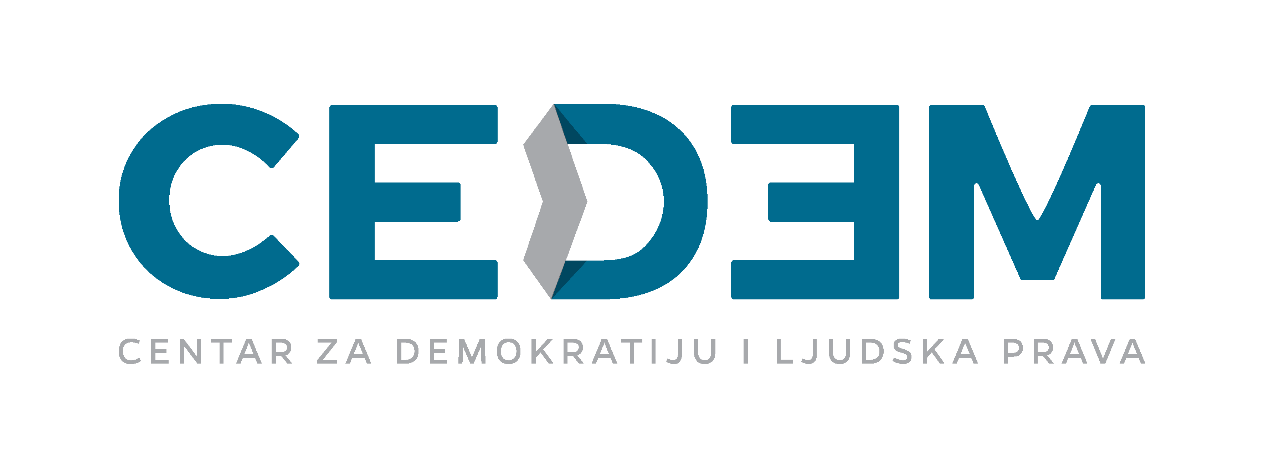 CEDEM
CENTAR ZA DEMOKRATIJU I LJUDSKA PRAVA